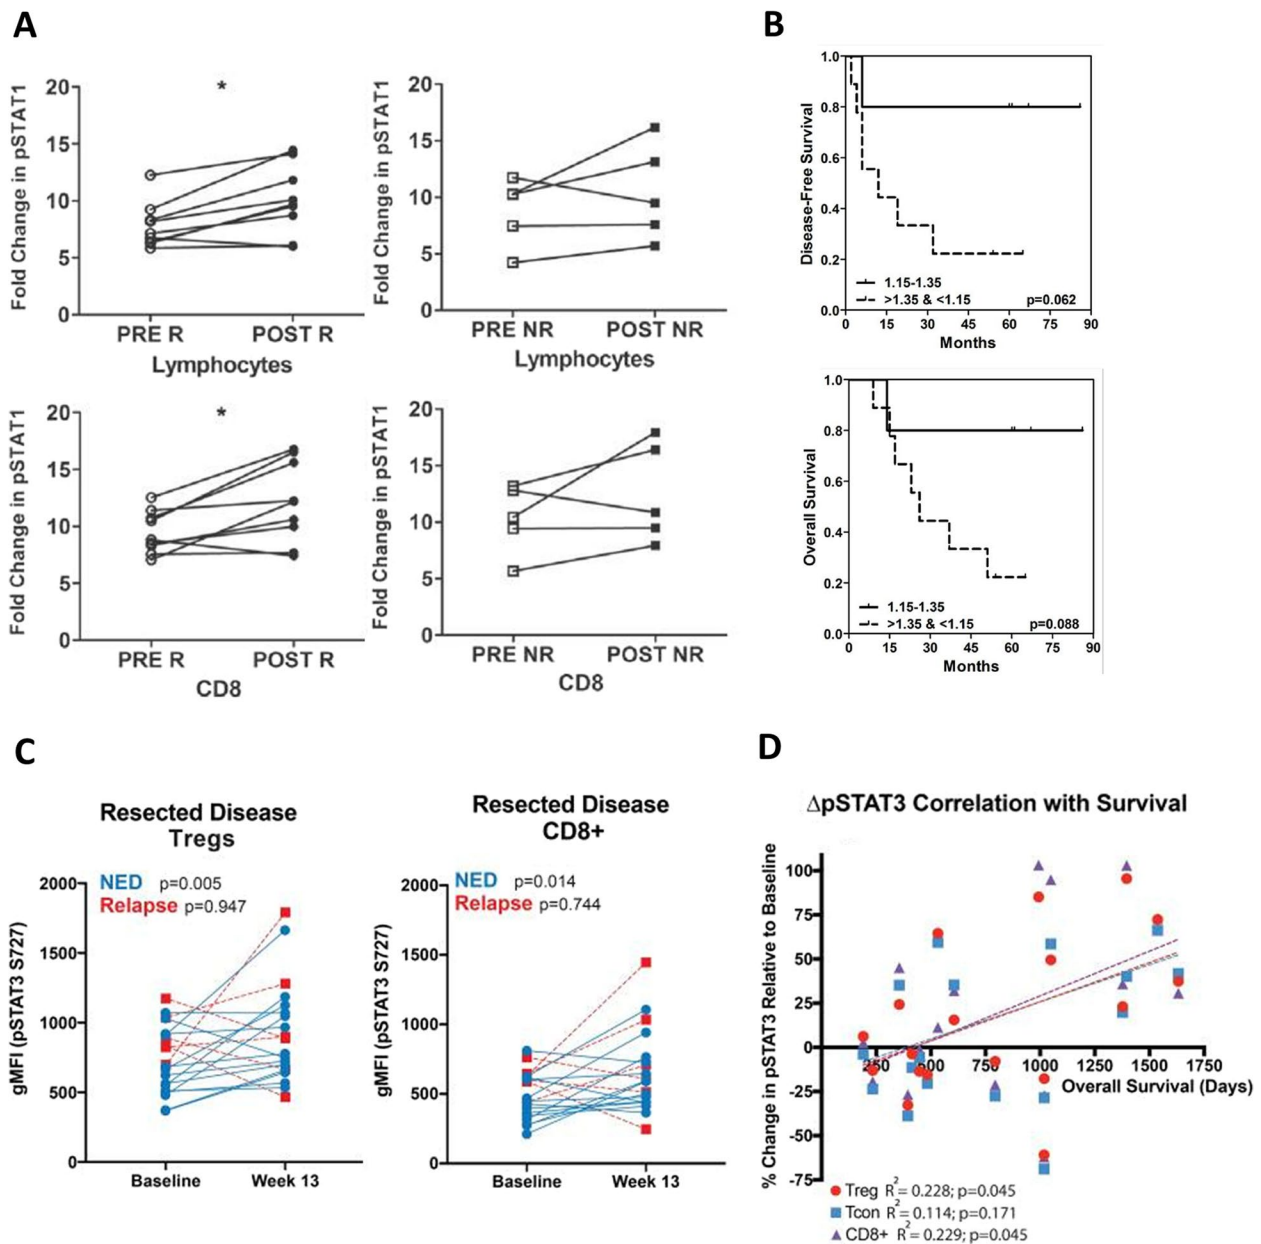 A
B
20
15
10
5
0
Fold Change in pSTAT1
*
PRE R
POST R
Lymphocytes
20
15
10
5
0
Fold Change in pSTAT1
PRE NR
POST NR
Lymphocytes
20
15
10
5
0
Fold Change in pSTAT1
*
PRE R
POST R
CD8
20
15
10
5
0
Fold Change in pSTAT1
PRE NR
POST NR
CD8
1.0
0.8
0.6
0.4
0.2
0.0
Disease-Free Survival
1.15-1.35
>1.35 & <1.15
p=0.062
0 15 30 45 60 75 90
Months
1.0
0.8
0.6
0.4
0.2
0.0
Overall Survival
1.15-1.35
>1.35 & <1.15
p=0.088
0 15 30 45 60 75 90
Months
C
Resected Disease
Tregs
NED p=0.005
Relapse p=0.947
2000
1500
1000
500
0
gMFI (pSTAT3 S727)
Baseline
Week 13
Resected Disease
CD8+
NED p=0.014
Relapse p=0.744
2000
1500
1000
500
0
gMFI (pSTAT3 S727)
Baseline
Week 13
D
∆pSTAT3 Correlation with Survival
% Change in pSTAT3 Relative to Baseline
100
75
50
25
0
-25
-50
-75
250 500 750 1000 1250 1500 1750
Overall Survival (Days)
Treg R2= 0.228; p=0.045
Tcon R2= 0.114; p=0.171
CD8+ R2= 0.229; p=0.045